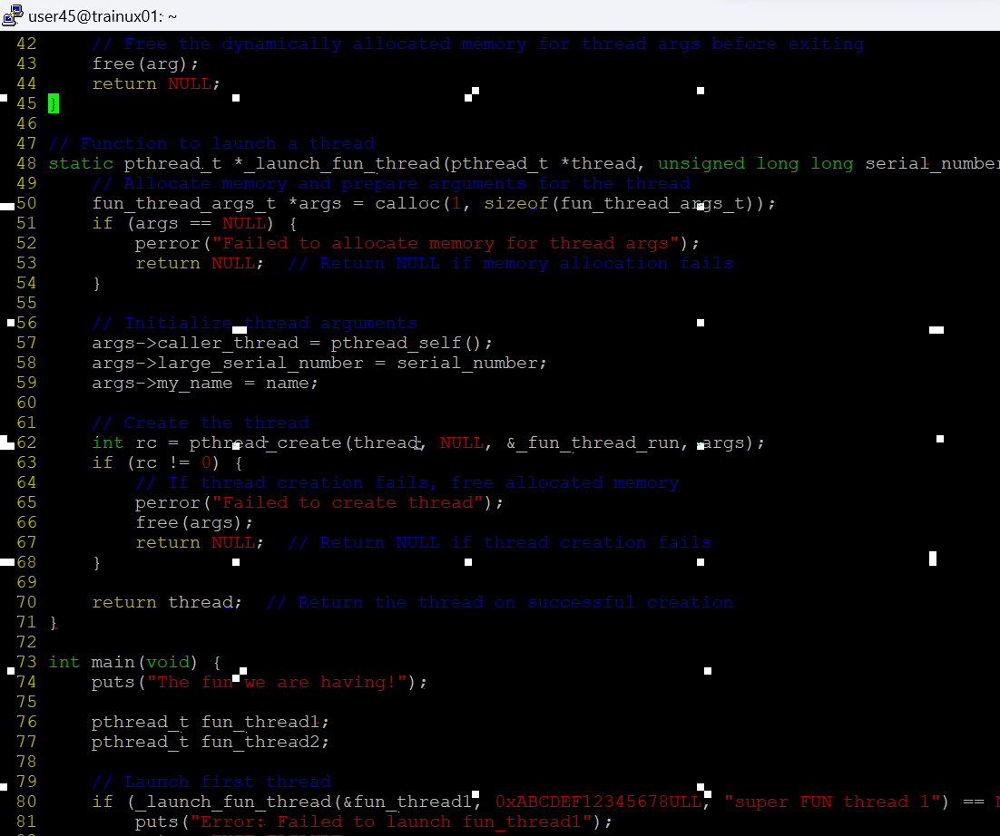 user45@trainux01: ~
42     // Free the dynamically allocated memory for thread args before exiting
43     free(arg);
44     return NULL;
45 }
46
47 // Function to launch a thread
48 static pthread_t *_launch_fun_thread(pthread_t *thread, unsigned long long serial_number
49     // Allocate memory and prepare arguments for the thread
50     fun_thread_args_t *args = calloc(1, sizeof(fun_thread_args_t));
51     if (args == NULL) {
52         perror("Failed to allocate memory for thread args");
53         return NULL;  // Return NULL if memory allocation fails
54     }
55
56     // Initialize thread arguments
57     args->caller_thread = pthread_self();
58     args->large_serial_number = serial_number;
59     args->my_name = name;
60
61     // Create the thread
62     int rc = pthread_create(thread, NULL, &_fun_thread_run, args);
63     if (rc != 0) {
64         // If thread creation fails, free allocated memory
65         perror("Failed to create thread");
66         free(args);
67         return NULL;  // Return NULL if thread creation fails
68     }
69
70     return thread;  // Return the thread on successful creation
71 }
72
73 int main(void) {
74     puts("The fun we are having!");
75
76     pthread_t fun_thread1;
77     pthread_t fun_thread2;
78
79     // Launch first thread
80     if (_launch_fun_thread(&fun_thread1, 0xABCDEF12345678ULL, "super FUN thread 1") ==
81         puts("Error: Failed to launch fun_thread1");